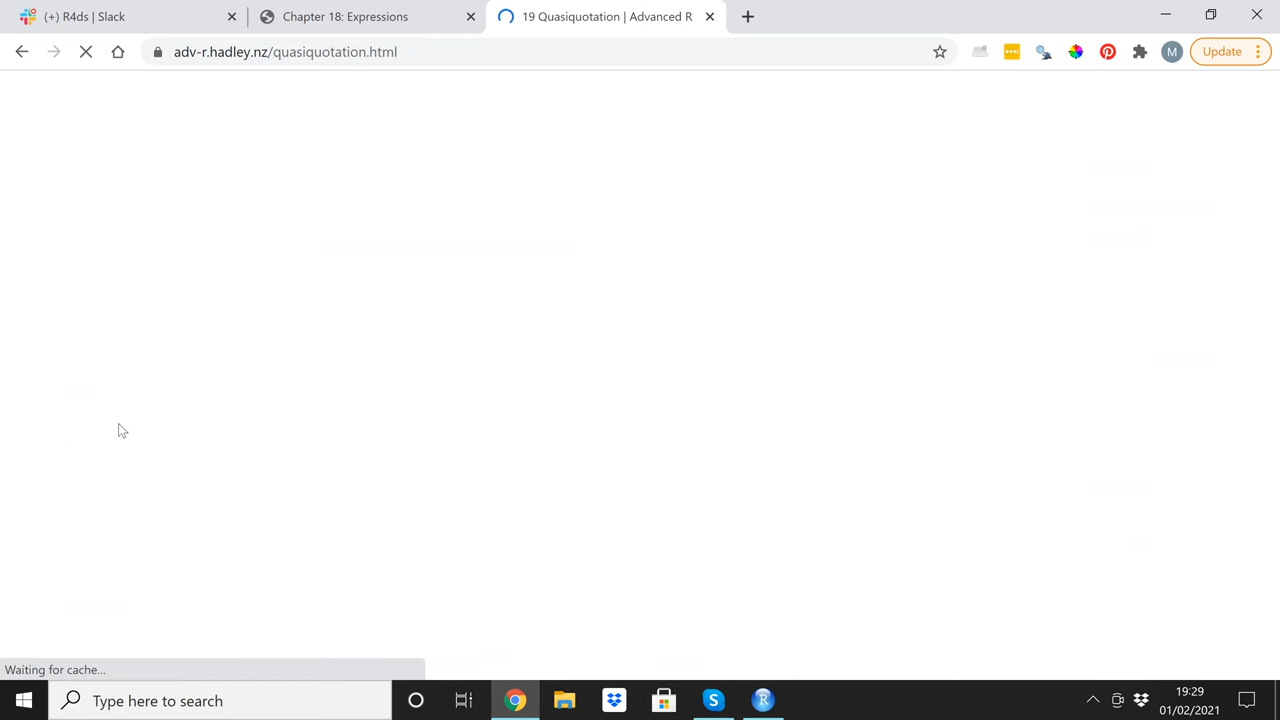 (+) R4ds | Slack
Chapter 18: Expressions
19 Quasiquotation | Advanced R
adv-r.hadley.nz/quasiquotation.html
M
Update
Waiting for cache...
Type here to search
19:29
01/02/2021